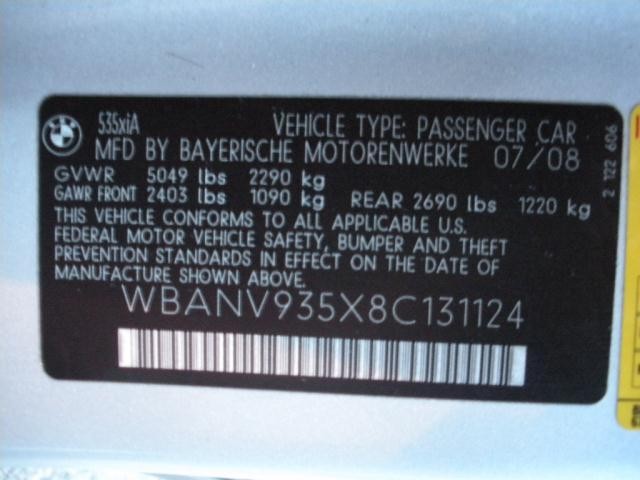 BMW
535xiA
VEHICLE TYPE: PASSENGER CAR
MFD BY BAYERISCHE MOTORENWERKE 07/08
GVWR 5049 lbs 2290 kg
GAWR FRONT 2403 lbs 1090 kg REAR 2690 lbs 1220 kg
THIS VEHICLE CONFORMS TO ALL APPLICABLE U.S.
FEDERAL MOTOR VEHICLE SAFETY, BUMPER AND THEFT
PREVENTION STANDARDS IN EFFECT ON THE DATE OF
MANUFACTURE SHOWN ABOVE.
WBANV935X8C131124
2 122 606